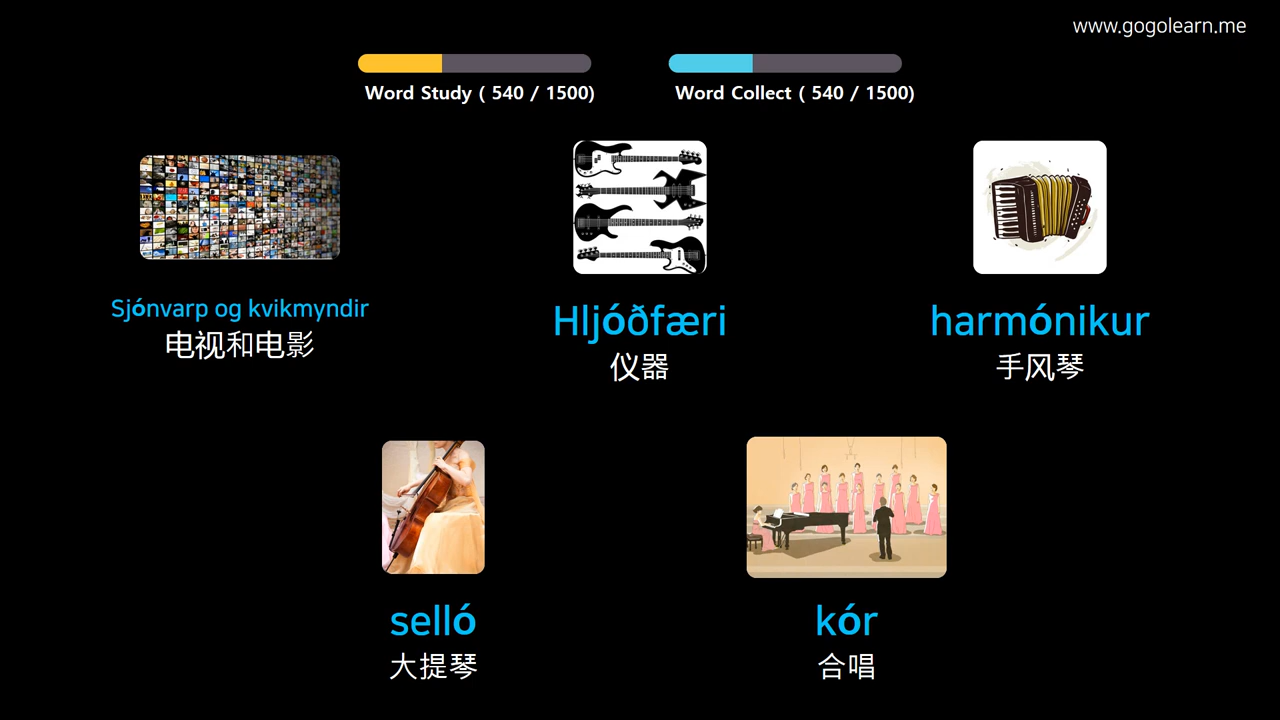 www.gogolearn.me
Word Study ( 540 / 1500)
Word Collect ( 540 / 1500)
Sjónvarp og kvikmyndir
电视和电影
Hljóðfæri
仪器
harmónikur
手风琴
selló
大提琴
kór
合唱